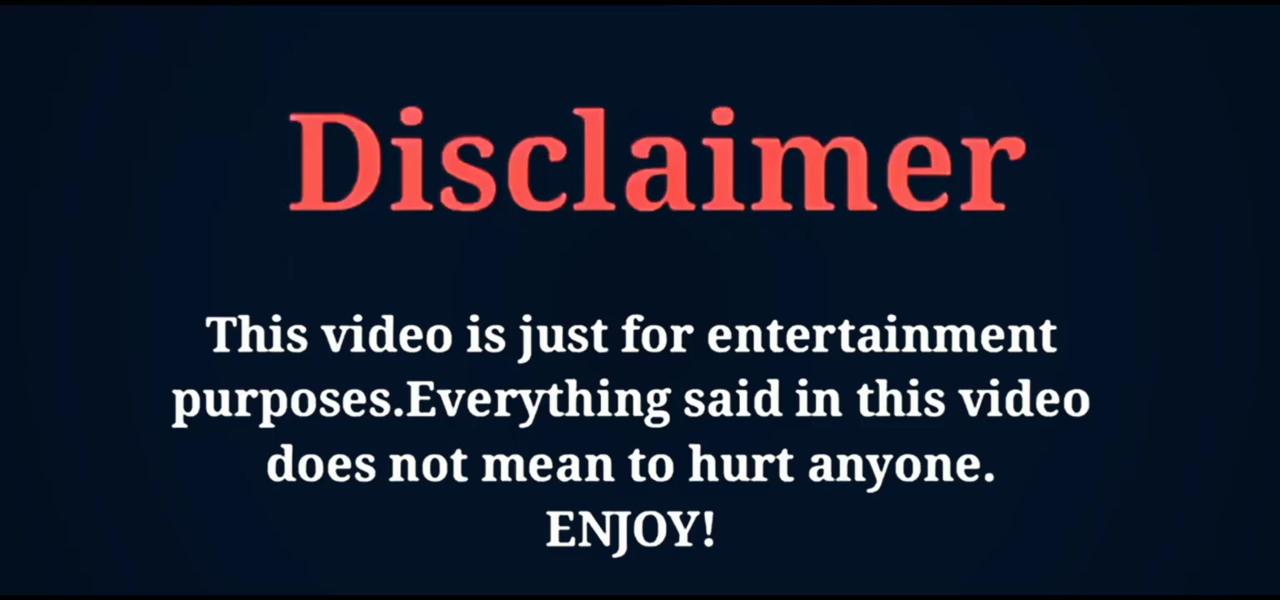 Disclaimer
This video is just for entertainment
purposes.Everything said in this video
does not mean to hurt anyone.
ENJOY!